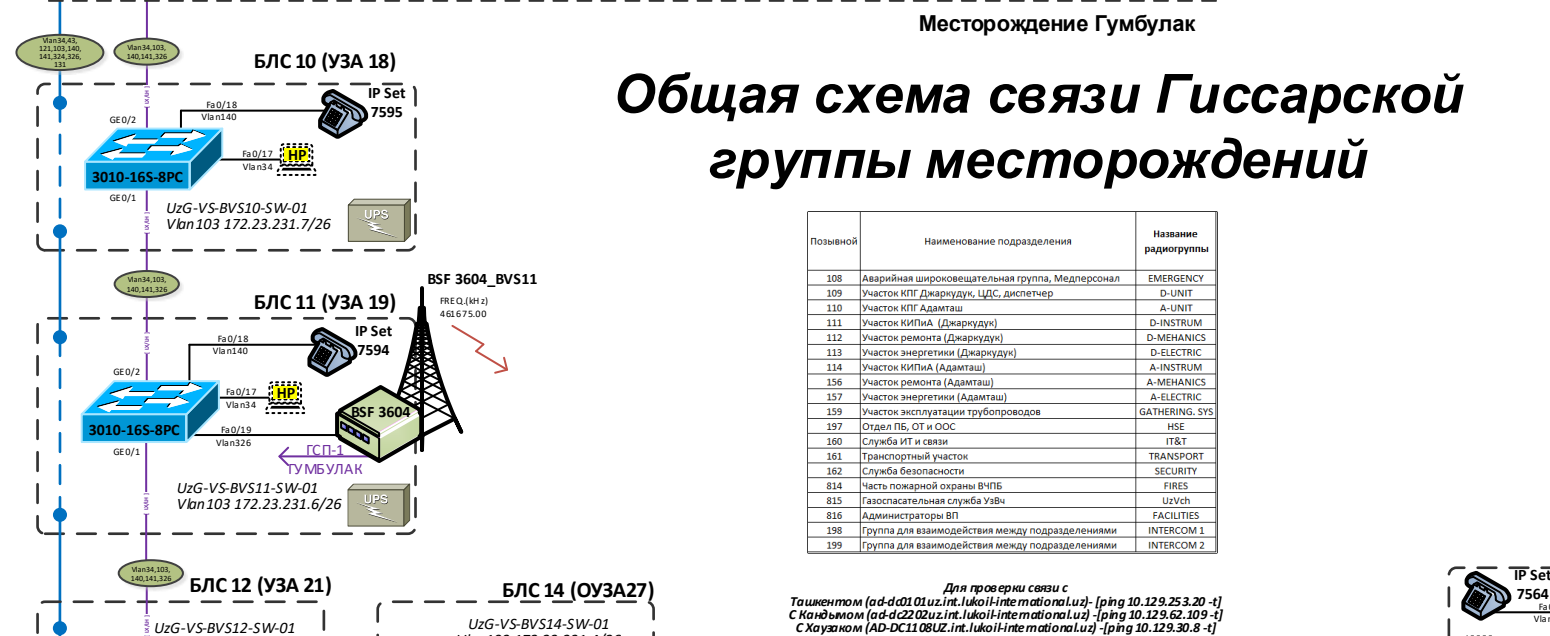 Месторождение Гумбулак
Общая схема связи Гиссарской
группы месторождений
Vlan34,43,
121,103,140,
141,324,326,
131
Vlan34,103,
140,141,326
БЛС 10 (УЗА 18)
IP Set
7595
Fa0/18
Vlan140
GE0/2
Fa0/17
Vlan34
HP
3010-16S-8PC
GE0/1
UzG-VS-BVS10-SW-01
Vlan103 172.23.231.7/26
UPS
Vlan34,103,
140,141,326
БЛС 11 (УЗА 19)
BSF 3604_BVS11
FREQ.(kHz)
461675.00
IP Set
7594
Fa0/18
Vlan140
GE0/2
Fa0/17
Vlan34
HP
BSF 3604
3010-16S-8PC
Fa0/19
Vlan326
GE0/1
ГСП-1
ГУМБУЛАК
UzG-VS-BVS11-SW-01
Vlan103 172.23.231.6/26
UPS
Vlan34,103,
140,141,326
БЛС 12 (УЗА 21)
UzG-VS-BVS12-SW-01
БЛС 14 (ОУЗА27)
UzG-VS-BVS14-SW-01
Позывной Наименование подразделения Название
радиогруппы
108 Аварийная широковещательная группа, Медперсонал EMERGENCY
109 Участок КПГ Джаркудук, ЦДС, диспетчер D-UNIT
110 Участок КПГ Адамташ A-UNIT
111 Участок КИПиА (Джаркудук) D-INSTRUM
112 Участок ремонта (Джаркудук) D-MEHANICS
113 Участок энергетики (Джаркудук) D-ELECTRIC
114 Участок КИПиА (Адамташ) A-INSTRUM
156 Участок ремонта (Адамташ) A-MEHANICS
157 Участок энергетики (Адамташ) A-ELECTRIC
159 Участок эксплуатации трубопроводов GATHERING. SYS
197 Отдел ПБ, ОТ и ООС HSE
160 Служба ИТ и связи IT&T
161 Транспортный участок TRANSPORT
162 Служба безопасности SECURITY
814 Часть пожарной охраны ВЧПБ FIRES
815 Газоспасательная служба УзВч UzVch
816 Администраторы ВП FACILITIES
198 Группа для взаимодействия между подразделениями INTERCOM 1
199 Группа для взаимодействия между подразделениями INTERCOM 2
Для проверки связи с
Ташкентом (ad-dc0101uz.int.lukoil-international.uz)- [ping 10.129.253.20 -t]
С Кандымом (ad-dc2202uz.int.lukoil-international.uz) -[ping 10.129.62.109 -t]
С Хаузаком (AD-DC1108UZ.int.lukoil-international.uz) -[ping 10.129.30.8 -t]
IP Set
7564